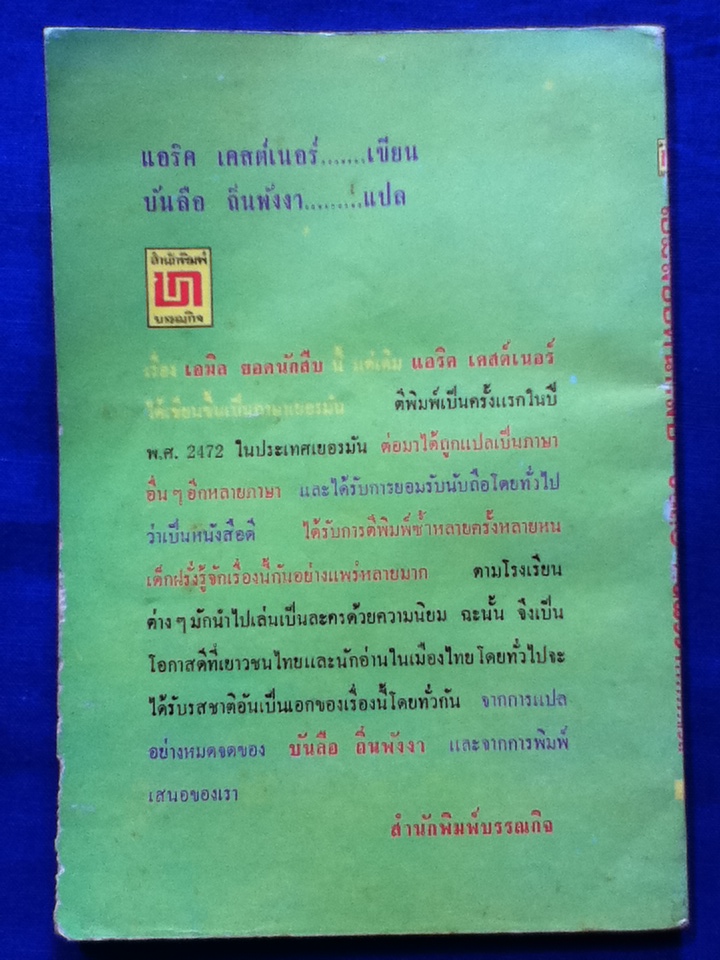 แอริค เคสต์เนอร์.......เขียน
บันลือ ถิ่นพังงา..........แปล
สำนักพิมพ์
บรรณกิจ
เรื่อง เอมิล ยอดนักสืบ นี้ แต่เดิม แอริค เคสต์เนอร์
ได้เขียนขึ้นเป็นภาษาเยอรมัน ตีพิมพ์เป็นครั้งแรกในปี
พ.ศ. 2472 ในประเทศเยอรมัน ต่อมาได้ถูกแปลเป็นภาษา
อื่น ๆ อีกหลายภาษา และได้รับการยอมรับนับถือโดยทั่วไป
ว่าเป็นหนังสือดี ได้รับการตีพิมพ์ซ้ำหลายครั้งหลายหน
เด็กฝรั่งรู้จักเรื่องนี้กันอย่างแพร่หลายมาก ตามโรงเรียน
ต่าง ๆ มักนำไปเล่นเป็นละครด้วยความนิยม ฉะนั้น จึงเป็น
โอกาสดีที่เยาวชนไทยและนักอ่านในเมืองไทย โดยทั่วไปจะ
ได้รับรสชาติอันเป็นเอกของเรื่องนี้โดยทั่วกัน จากการแปล
อย่างหมดจดของ บันลือ ถิ่นพังงา และจากการพิมพ์
เสนอของเรา
สำนักพิมพ์บรรณกิจ